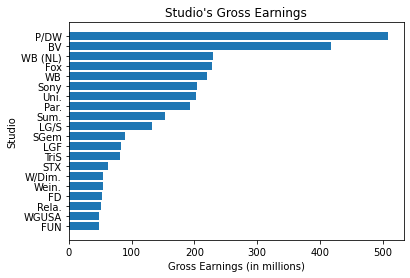 Studio's Gross Earnings
P/DW
BV
WB (NL)
Fox
WB
Sony
Uni.
Par.
Sum.
LG/S
SGem
LGF
TriS
STX
W/Dim.
Wein.
FD
Rela.
WGUSA
FUN
Studio
0 100 200 300 400 500
Gross Earnings (in millions)